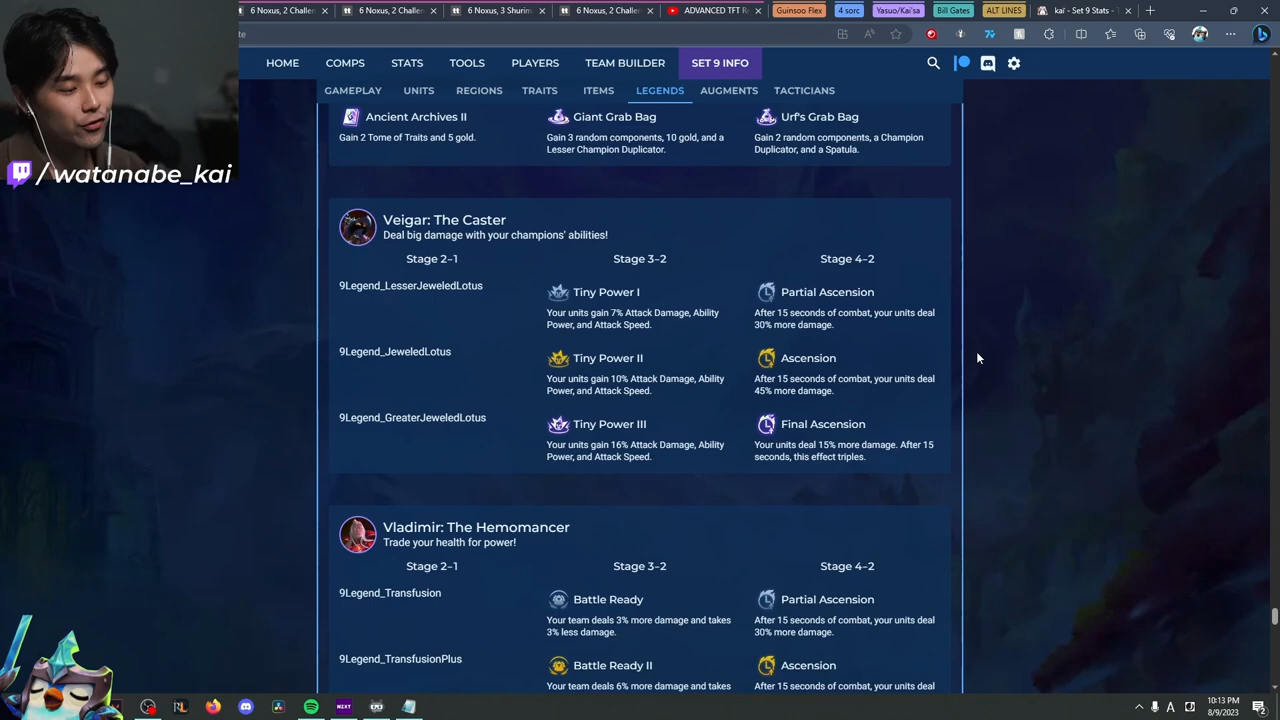 6 Noxus, 2 Challen
6 Noxus, 2 Challen
6 Noxus, 3 Shurim
6 Noxus, 2 Challen
ADVANCED TFT R
Guinsoo Flex
4 sorc
Yasuo/Kai'sa
Bill Gates
ALT LINES
kai - Set 9 Stats -
te
HOME
COMPS
STATS
TOOLS
PLAYERS
TEAM BUILDER
SET 9 INFO
GAMEPLAY
UNITS
REGIONS
TRAITS
ITEMS
LEGENDS
AUGMENTS
TACTICIANS
/ watanabe_kai
Ancient Archives II
Gain 2 Tome of Traits and 5 gold.
Giant Grab Bag
Gain 3 random components, 10 gold, and a
Lesser Champion Duplicator.
Urf's Grab Bag
Gain 2 random components, a Champion
Duplicator, and a Spatula.
Veigar: The Caster
Deal big damage with your champions' abilities!
Stage 2-1
Stage 3-2
Stage 4-2
9Legend_LesserJeweledLotus
Tiny Power I
Your units gain 7% Attack Damage, Ability
Power, and Attack Speed.
Partial Ascension
After 15 seconds of combat, your units deal
30% more damage.
9Legend_JeweledLotus
Tiny Power II
Your units gain 10% Attack Damage, Ability
Power, and Attack Speed.
Ascension
After 15 seconds of combat, your units deal
45% more damage.
9Legend_GreaterJeweledLotus
Tiny Power III
Your units gain 16% Attack Damage, Ability
Power, and Attack Speed.
Final Ascension
Your units deal 15% more damage. After 15
seconds, this effect triples.
Vladimir: The Hemomancer
Trade your health for power!
Stage 2-1
Stage 3-2
Stage 4-2
9Legend_Transfusion
Battle Ready
Your team deals 3% more damage and takes
3% less damage.
Partial Ascension
After 15 seconds of combat, your units deal
30% more damage.
9Legend_TransfusionPlus
Battle Ready II
Your team deals 6% more damage and takes
Ascension
After 15 seconds of combat, your units deal
NZXT
A
10:13 PM
8/9/2023
2